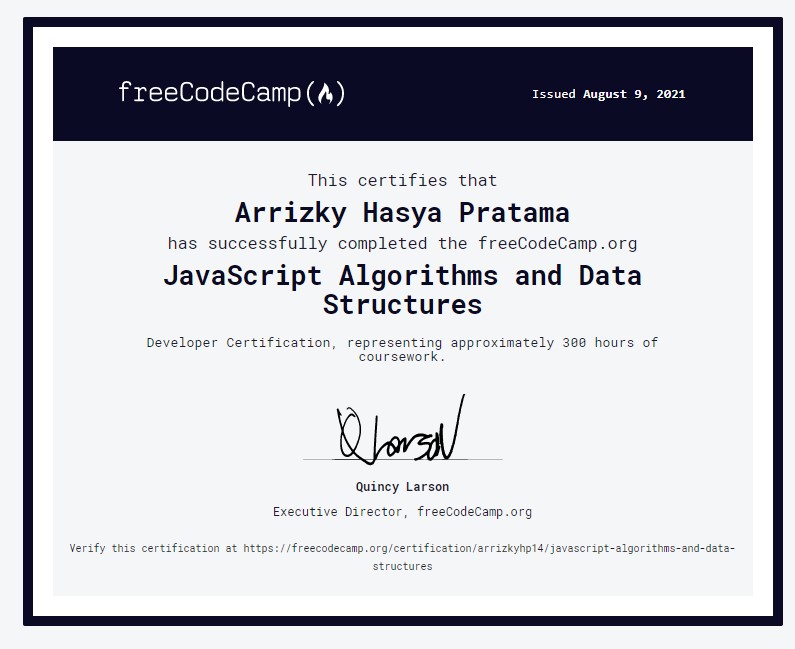 freeCodeCamp
Issued August 9, 2021
This certifies that
Arrizky Hasya Pratama
has successfully completed the freeCodeCamp.org
JavaScript Algorithms and Data
Structures
Developer Certification, representing approximately 300 hours of
coursework.
Q Larson
Quincy Larson
Executive Director, freeCodeCamp.org
Verify this certification at https://freecodecamp.org/certification/arrizkyhp14/javascript-algorithms-and-data-
structures